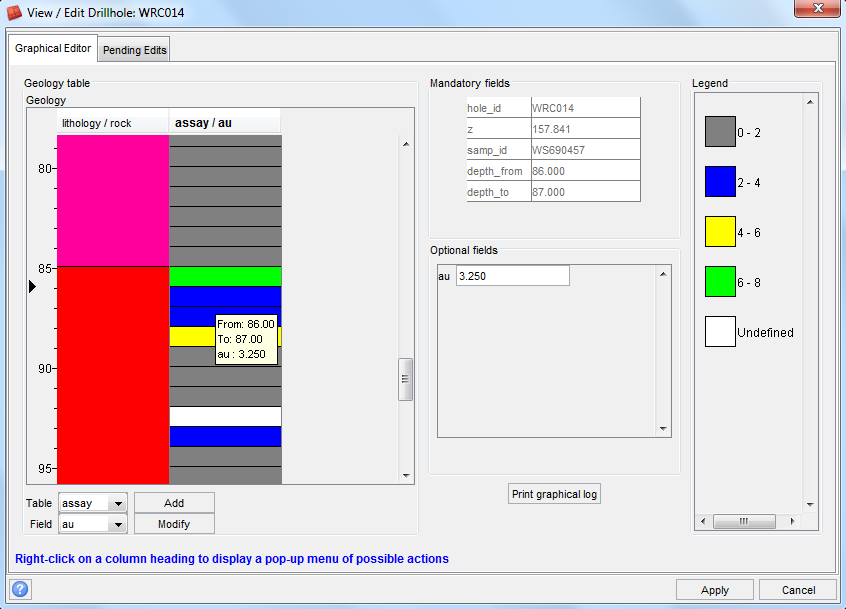 View / Edit Drillhole: WRC014
Graphical Editor
Pending Edits
Geology table
Geology
lithology / rock
assay / au
80
85
90
95
From: 86.00
To: 87.00
au : 3.250
Table
assay
Add
Field
au
Modify
Mandatory fields
hole_id WRC014
z 157.841
samp_id WS690457
depth_from 86.000
depth_to 87.000
Optional fields
au 3.250
Print graphical log
Legend
0 - 2
2 - 4
4 - 6
6 - 8
Undefined
Right-click on a column heading to display a pop-up menu of possible actions
?
Apply
Cancel